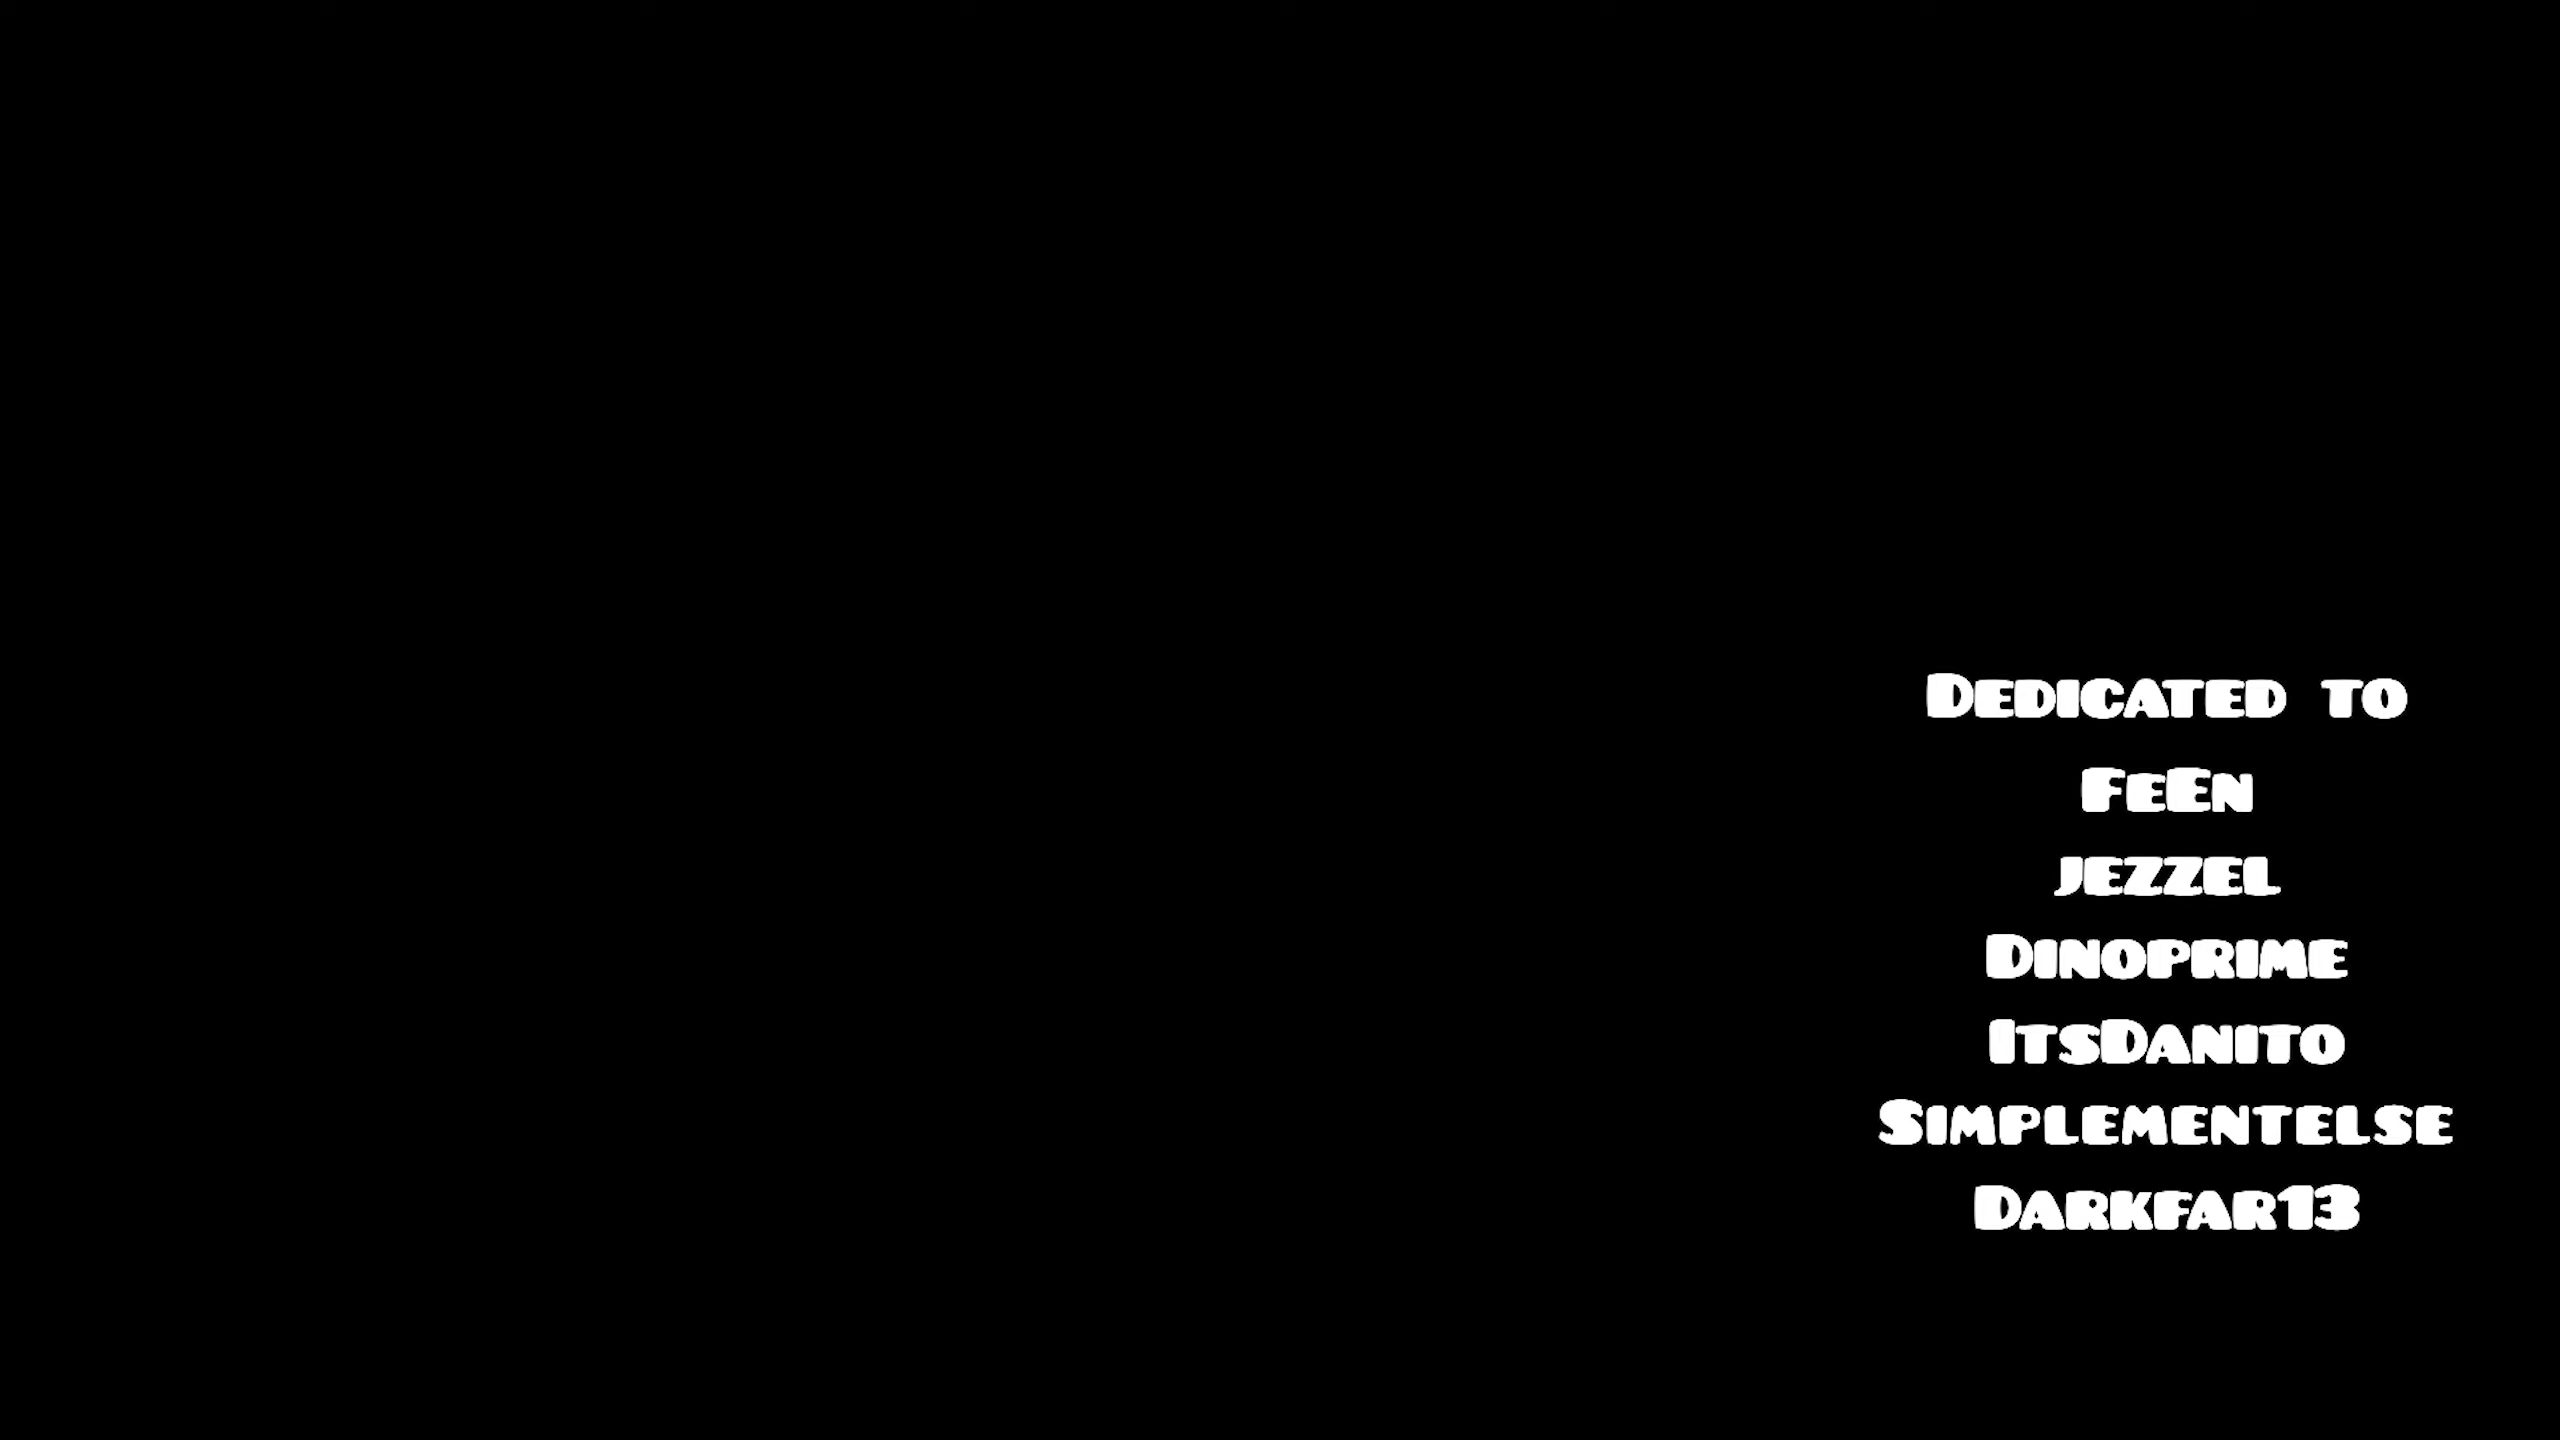 Dedicated to
FeEn
jezzel
Dinoprime
ItsDanito
Simplementelse
Darkfar13